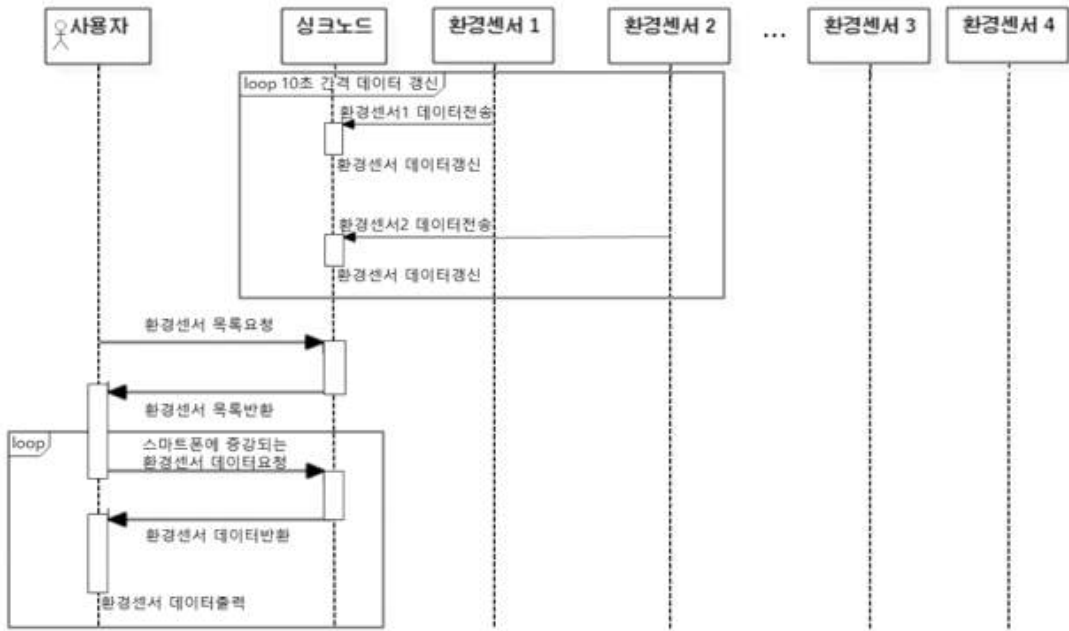 사용자
싱크노드
환경센서 1
환경센서 2
...
환경센서 3
환경센서 4
loop 10초 간격 데이터 갱신
환경센서1 데이터전송
환경센서 데이터갱신
환경센서2 데이터전송
환경센서 데이터갱신
환경센서 목록요청
환경센서 목록반환
loop
스마트폰에 증강되는
환경센서 데이터요청
환경센서 데이터반환
환경센서 데이터출력